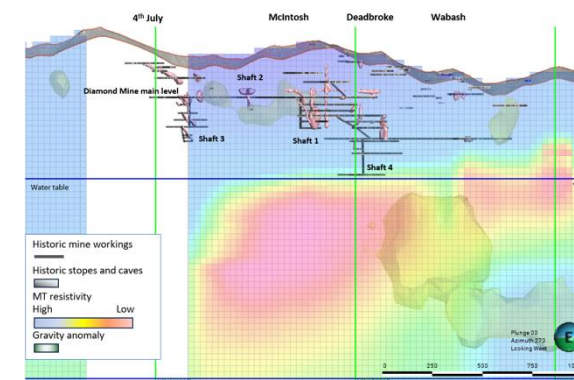 4th July McIntosh Deadbroke Wabash
Shaft 2
Diamond Mine main level
Shaft 3 Shaft 1
Shaft 4
Water table
Historic mine workings
Historic stopes and caves
MT resistivity
High Low
Gravity anomaly
Plunge 00
Azimuth 270
Looking West
E
0 250 500 750